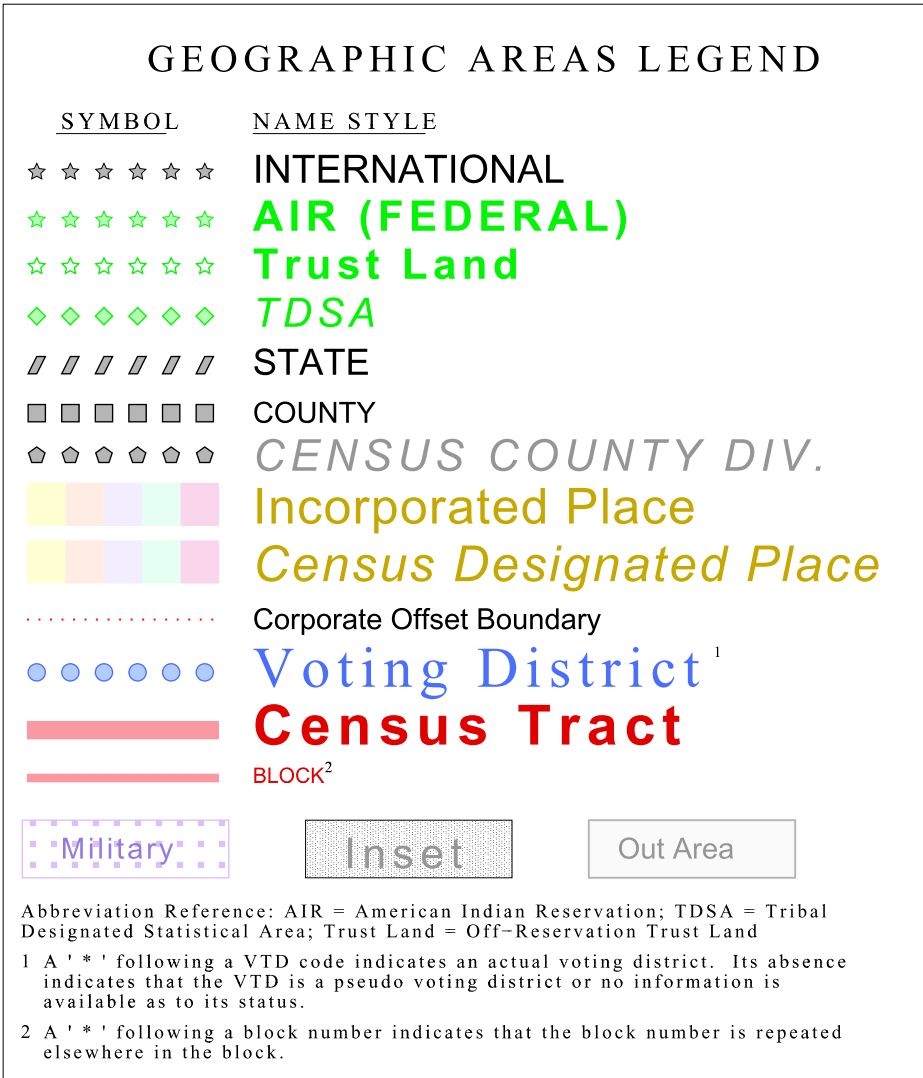 GEOGRAPHIC AREAS LEGEND
SYMBOL NAME STYLE
INTERNATIONAL
AIR (FEDERAL)
Trust Land
TDSA
STATE
COUNTY
CENSUS COUNTY DIV.
Incorporated Place
Census Designated Place
Corporate Offset Boundary
Voting District 1
Census Tract
BLOCK2
Military Inset Out Area
Abbreviation Reference: AIR = American Indian Reservation; TDSA = Tribal
Designated Statistical Area; Trust Land = Off−Reservation Trust Land
1 A ' * ' following a VTD code indicates an actual voting district. Its absence
indicates that the VTD is a pseudo voting district or no information is
available as to its status.
2 A ' * ' following a block number indicates that the block number is repeated
elsewhere in the block.